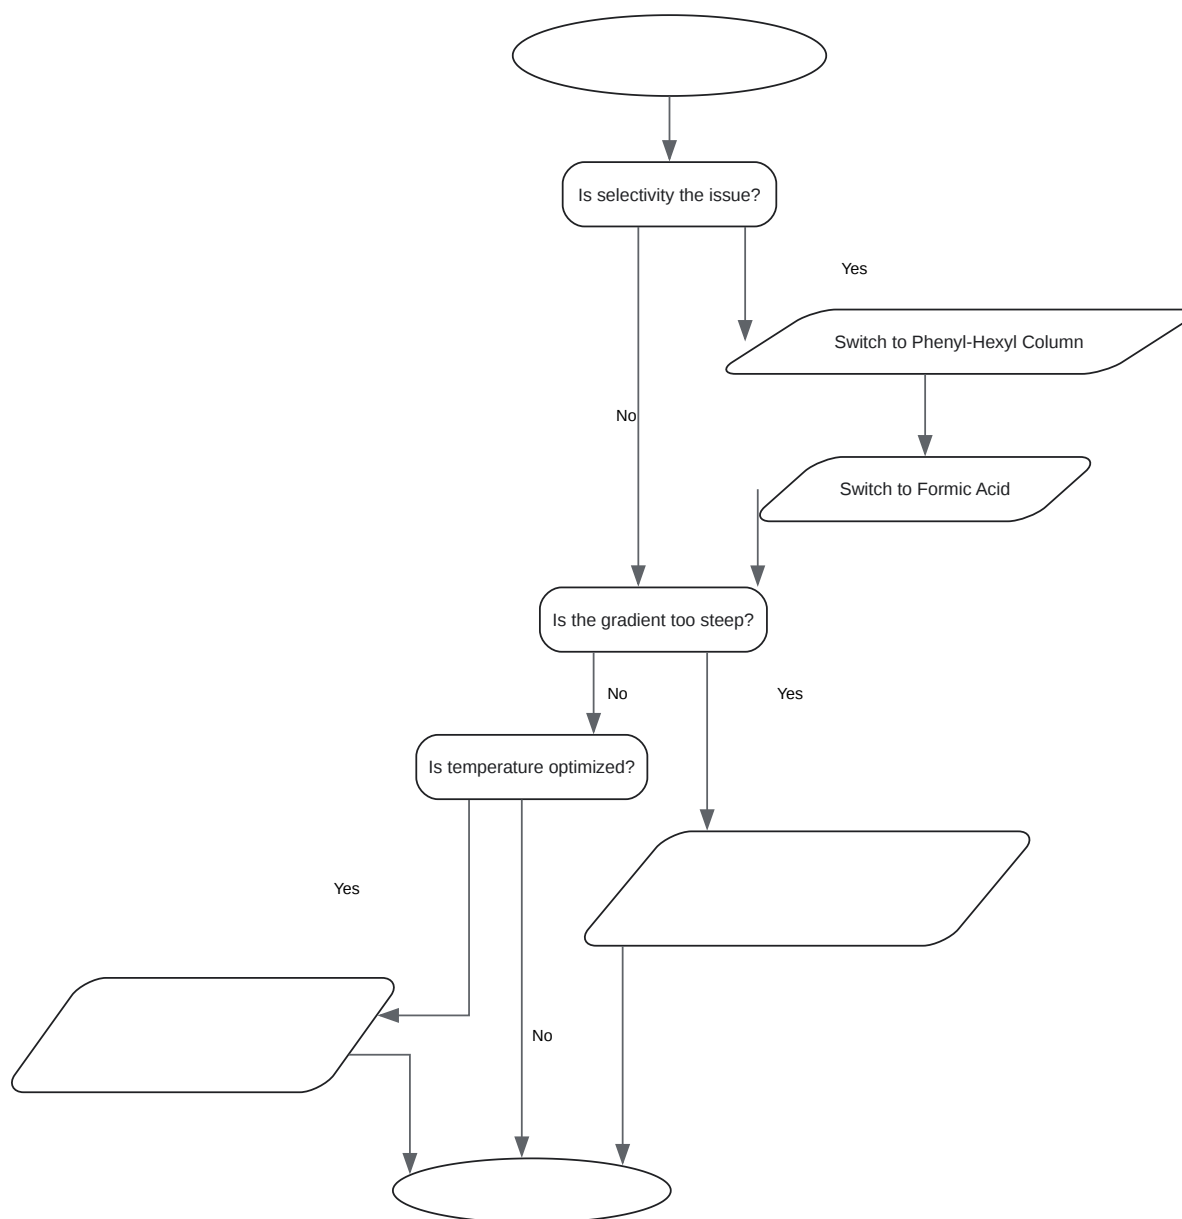 Is selectivity the issue?
Yes
Switch to Phenyl-Hexyl Column
No
Switch to Formic Acid
Is the gradient too steep?
No
Yes
Is temperature optimized?
Yes
No